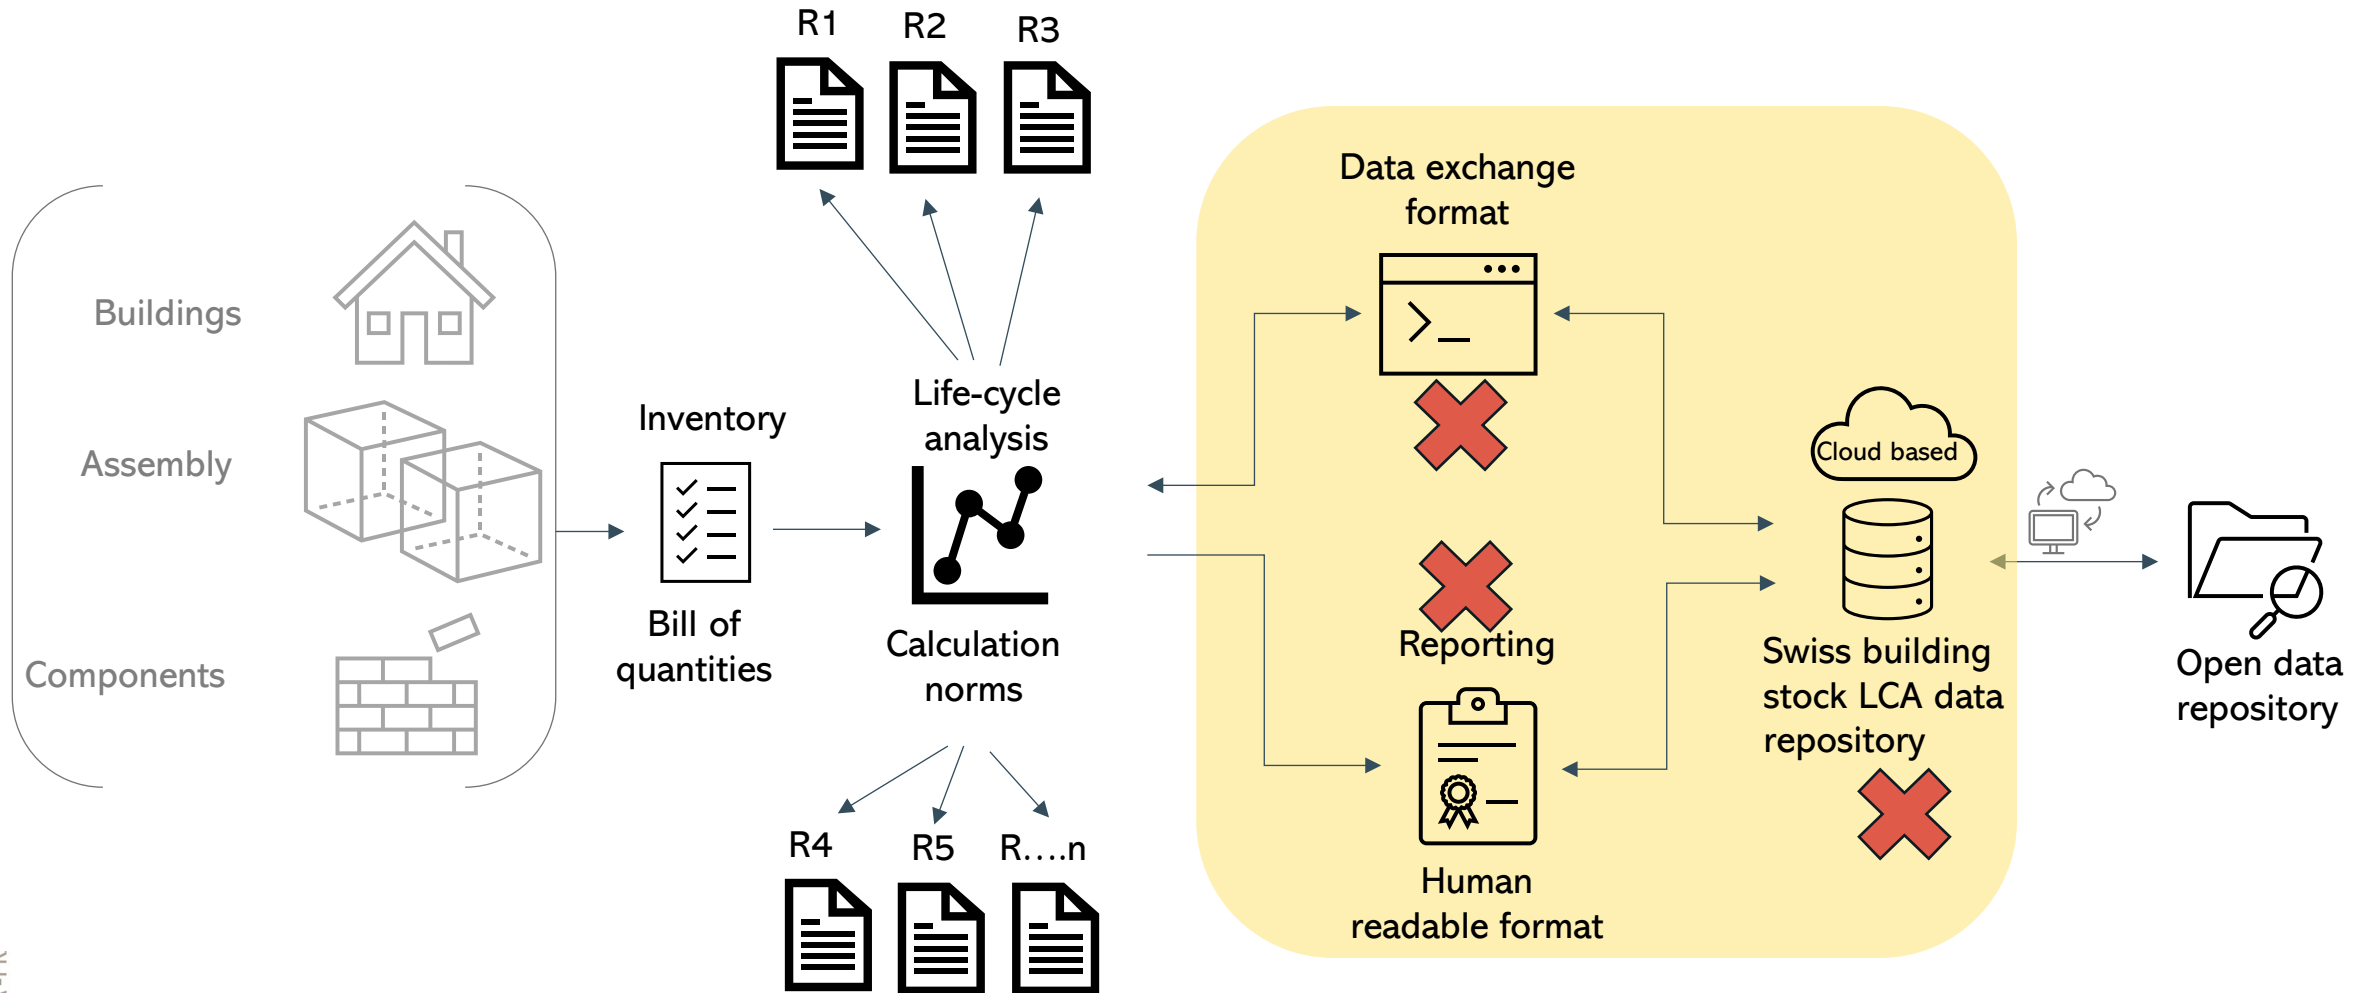 R1
R2
R3
Data exchange
format
Buildings
Assembly
Components
Inventory
Bill of
quantities
Life-cycle
analysis
Calculation
norms
R4
R5
R....n
Reporting
Human
readable format
Cloud based
Swiss building
stock LCA data
repository
Open data
repository